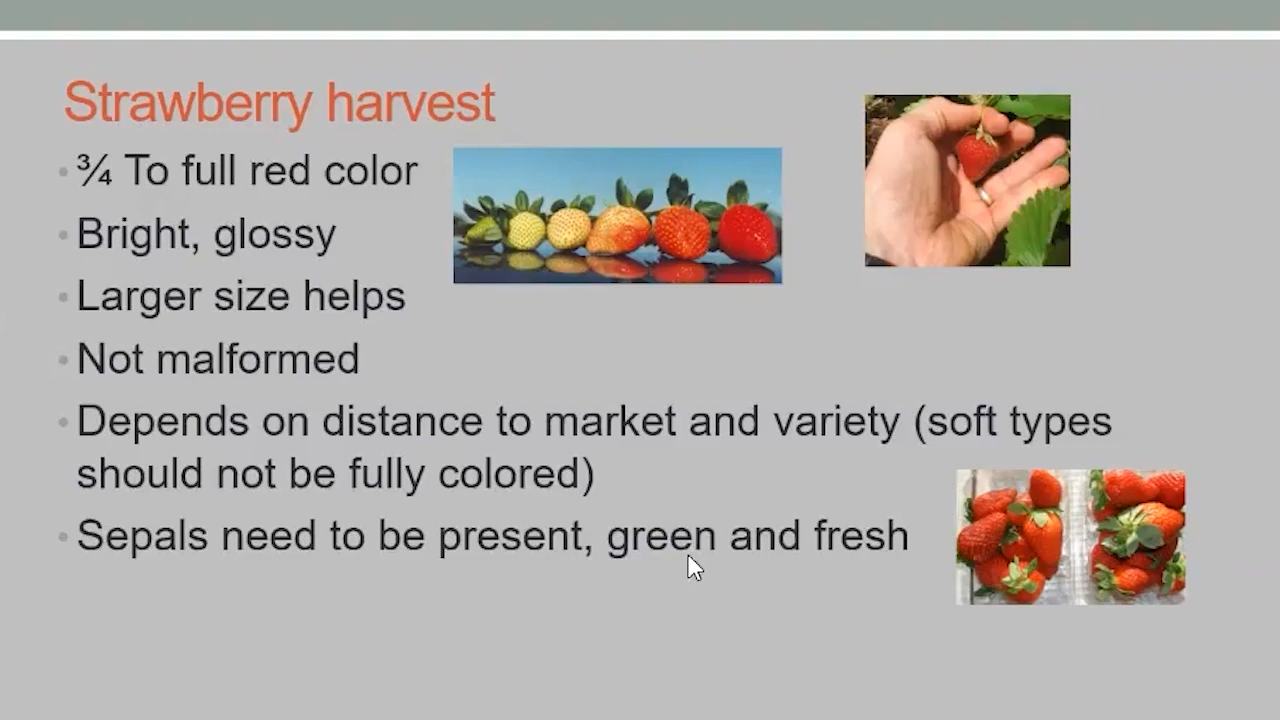 Strawberry harvest
¾ To full red color
Bright, glossy
Larger size helps
Not malformed
Depends on distance to market and variety (soft types
should not be fully colored)
Sepals need to be present, green and fresh